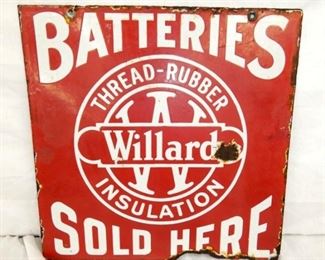 BATTERIES
THREAD-RUBBER
W
Willard
INSULATION
SOLD HERE